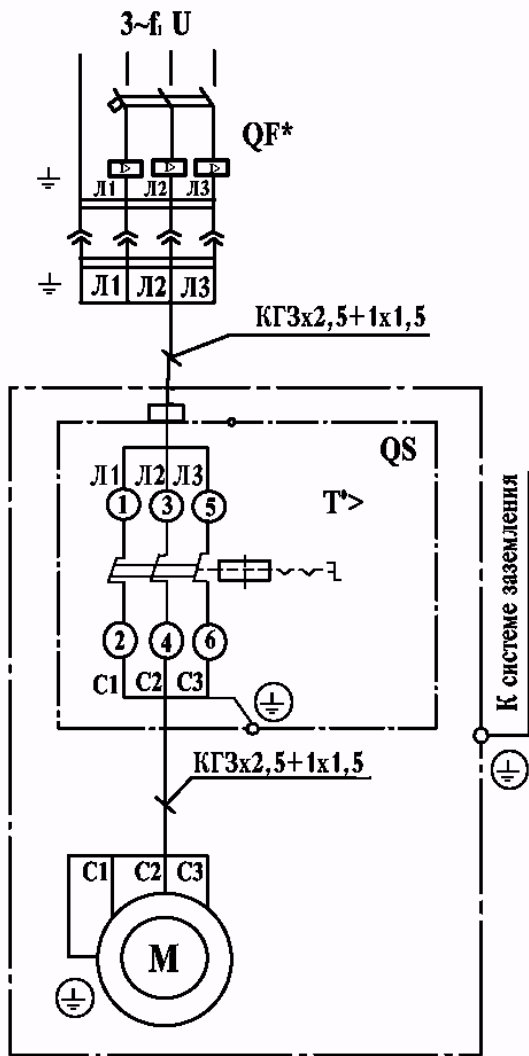 3~f₁ U
QF*
Л1 Л2 Л3
Л1 Л2 Л3
КГ3х2,5+1х1,5
QS
Л1 Л2 Л3
T°>
1 3 5
2 4 6
С1 С2 С3
К системе заземления
КГ3х2,5+1х1,5
С1 С2 С3
М